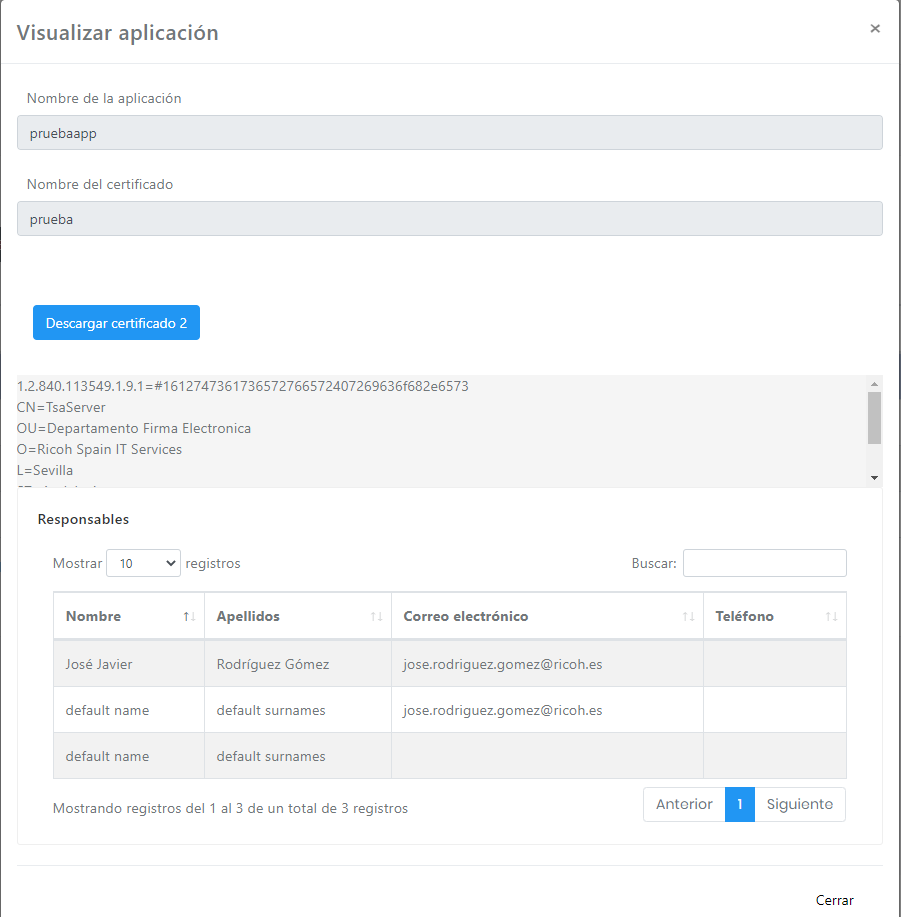 Visualizar aplicación ×
Nombre de la aplicación
pruebaapp
Nombre del certificado
prueba
Descargar certificado 2
1.2.840.113549.1.9.1=#1612747361736572766572407269636f682e6573
CN=TsaServer
OU=Departamento Firma Electronica
O=Ricoh Spain IT Services
L=Sevilla
Responsables
Mostrar 10 registros Buscar:
Nombre Apellidos Correo electrónico Teléfono
José Javier Rodríguez Gómez jose.rodriguez.gomez@ricoh.es
default name default surnames jose.rodriguez.gomez@ricoh.es
default name default surnames
Mostrando registros del 1 al 3 de un total de 3 registros Anterior 1 Siguiente
Cerrar